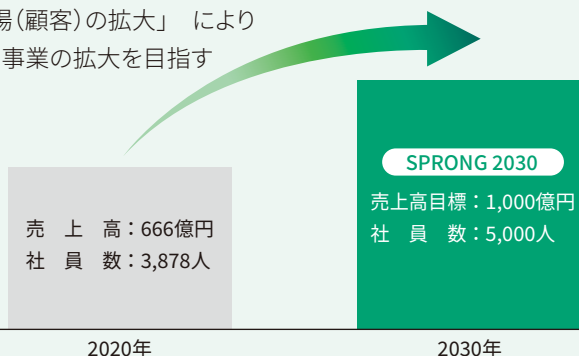 場（顧客）の拡大」 により
事業の拡大を目指す
SPRONG 2030
売上高目標：1,000億円
社 員 数：5,000人
売 上 高：666億円
社 員 数：3,878人
2020年
2030年